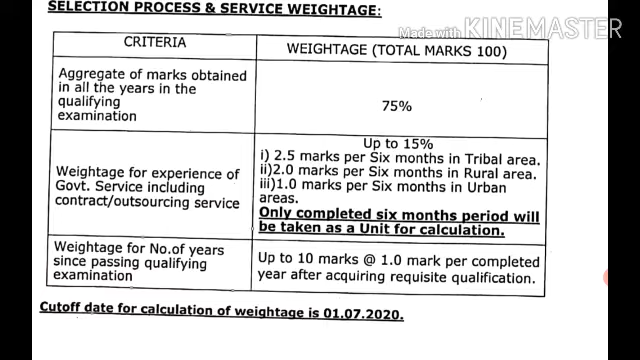 SELECTION PROCESS & SERVICE WEIGHTAGE:
Made with KINEMASTER
CRITERIA
WEIGHTAGE (TOTAL MARKS 100)
Aggregate of marks obtained
in all the years in the
qualifying
examination
75%
Weightage for experience of
Govt. Service including
contract/outsourcing service
Up to 15%
i) 2.5 marks per Six months in Tribal area.
ii)2.0 marks per Six months in Rural area.
iii)1.0 marks per Six months in Urban
areas.
Only completed six months period will
be taken as a Unit for calculation.
Weightage for No.of years
since passing qualifying
examination
Up to 10 marks @ 1.0 mark per completed
year after acquiring requisite qualification.
Cutoff date for calculation of weightage is 01.07.2020.